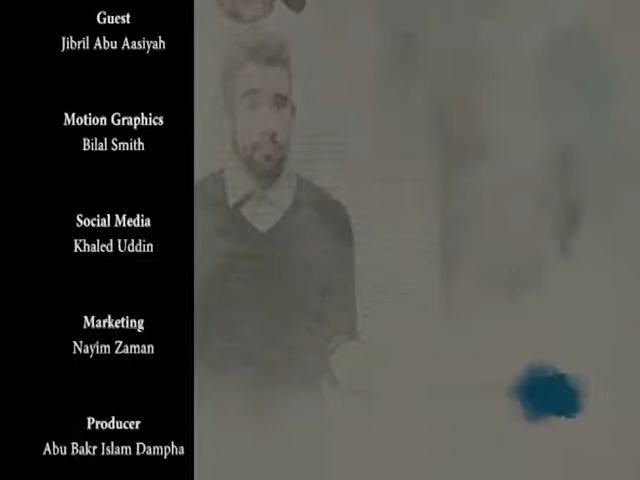 Guest
Jibril Abu Aasiyah
Motion Graphics
Bilal Smith
Social Media
Khaled Uddin
Marketing
Nayim Zaman
Producer
Abu Bakr Islam Dampha